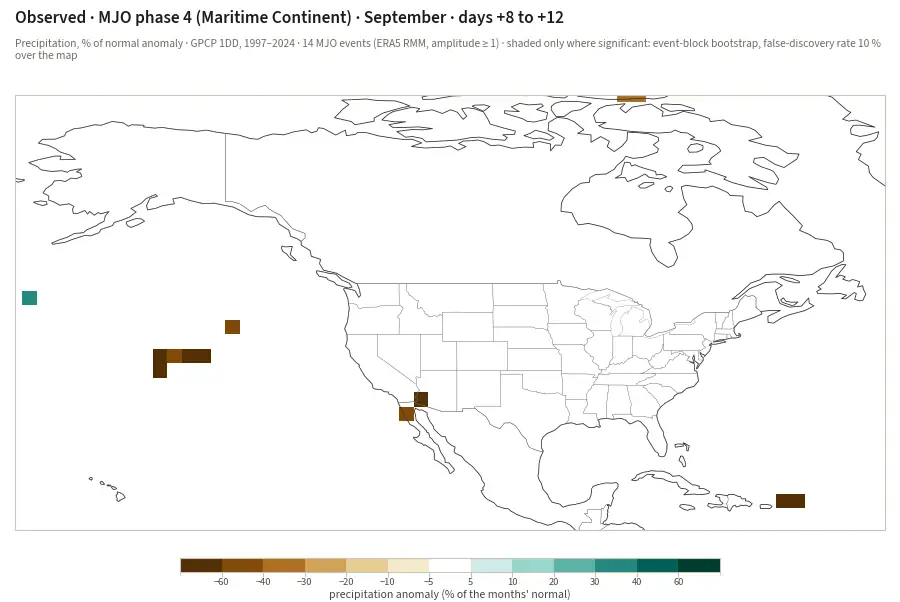 Observed · MJO phase 4 (Maritime Continent) · September · days +8 to +12
Precipitation, % of normal anomaly · GPCP 1DD, 1997–2024 · 14 MJO events (ERA5 RMM, amplitude ≥ 1) · shaded only where significant: event-block bootstrap, false-discovery rate 10 %
over the map
−60 −40 −30 −20 −10 −5 5 10 20 30 40 60
precipitation anomaly (% of the months' normal)